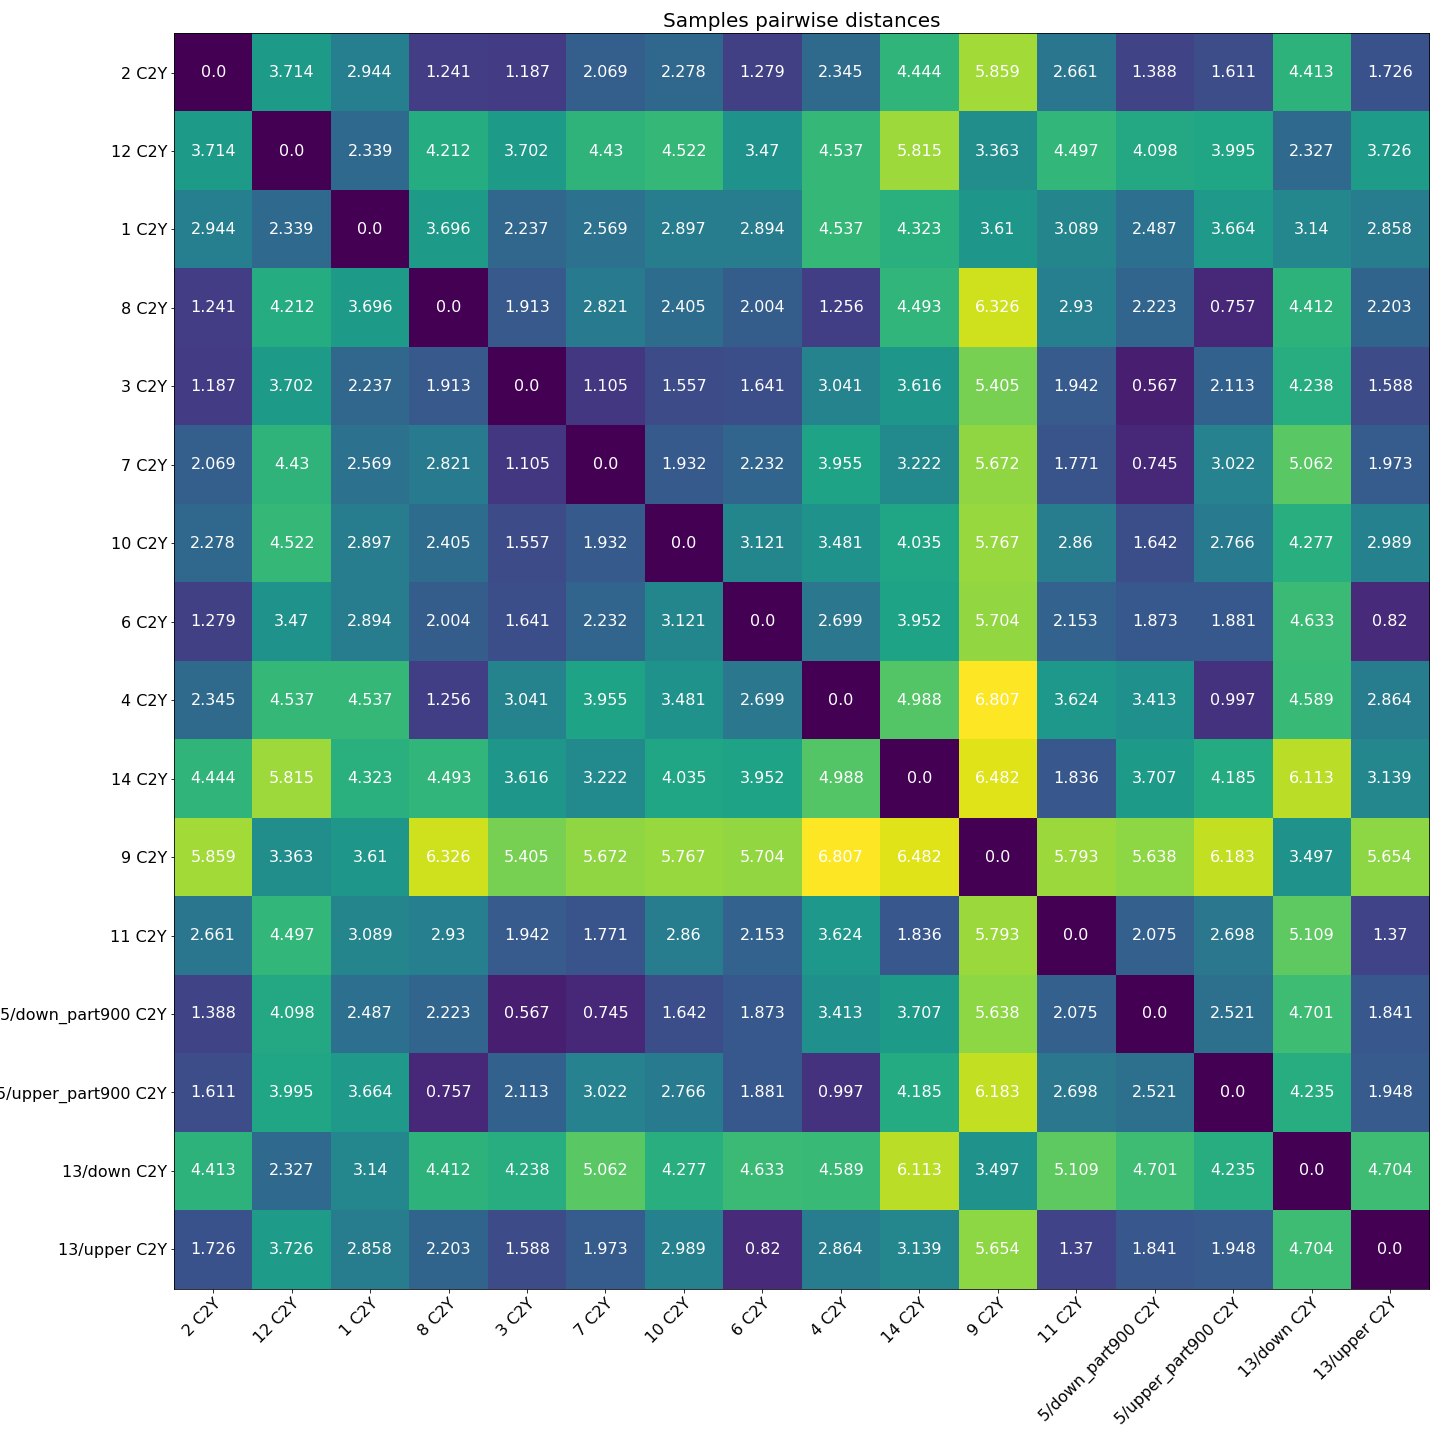 Samples pairwise distances
2 C2Y 0.0 3.714 2.944 1.241 1.187 2.069 2.278 1.279 2.345 4.444 5.859 2.661 1.388 1.611 4.413 1.726
12 C2Y 3.714 0.0 2.339 4.212 3.702 4.43 4.522 3.47 4.537 5.815 3.363 4.497 4.098 3.995 2.327 3.726
1 C2Y 2.944 2.339 0.0 3.696 2.237 2.569 2.897 2.894 4.537 4.323 3.61 3.089 2.487 3.664 3.14 2.858
8 C2Y 1.241 4.212 3.696 0.0 1.913 2.821 2.405 2.004 1.256 4.493 6.326 2.93 2.223 0.757 4.412 2.203
3 C2Y 1.187 3.702 2.237 1.913 0.0 1.105 1.557 1.641 3.041 3.616 5.405 1.942 0.567 2.113 4.238 1.588
7 C2Y 2.069 4.43 2.569 2.821 1.105 0.0 1.932 2.232 3.955 3.222 5.672 1.771 0.745 3.022 5.062 1.973
10 C2Y 2.278 4.522 2.897 2.405 1.557 1.932 0.0 3.121 3.481 4.035 5.767 2.86 1.642 2.766 4.277 2.989
6 C2Y 1.279 3.47 2.894 2.004 1.641 2.232 3.121 0.0 2.699 3.952 5.704 2.153 1.873 1.881 4.633 0.82
4 C2Y 2.345 4.537 4.537 1.256 3.041 3.955 3.481 2.699 0.0 4.988 6.807 3.624 3.413 0.997 4.589 2.864
14 C2Y 4.444 5.815 4.323 4.493 3.616 3.222 4.035 3.952 4.988 0.0 6.482 1.836 3.707 4.185 6.113 3.139
9 C2Y 5.859 3.363 3.61 6.326 5.405 5.672 5.767 5.704 6.807 6.482 0.0 5.793 5.638 6.183 3.497 5.654
11 C2Y 2.661 4.497 3.089 2.93 1.942 1.771 2.86 2.153 3.624 1.836 5.793 0.0 2.075 2.698 5.109 1.37
5/down_part900 C2Y 1.388 4.098 2.487 2.223 0.567 0.745 1.642 1.873 3.413 3.707 5.638 2.075 0.0 2.521 4.701 1.841
5/upper_part900 C2Y 1.611 3.995 3.664 0.757 2.113 3.022 2.766 1.881 0.997 4.185 6.183 2.698 2.521 0.0 4.235 1.948
13/down C2Y 4.413 2.327 3.14 4.412 4.238 5.062 4.277 4.633 4.589 6.113 3.497 5.109 4.701 4.235 0.0 4.704
13/upper C2Y 1.726 3.726 2.858 2.203 1.588 1.973 2.989 0.82 2.864 3.139 5.654 1.37 1.841 1.948 4.704 0.0
2 C2Y 12 C2Y 1 C2Y 8 C2Y 3 C2Y 7 C2Y 10 C2Y 6 C2Y 4 C2Y 14 C2Y 9 C2Y 11 C2Y 5/down_part900 C2Y 5/upper_part900 C2Y 13/down C2Y 13/upper C2Y